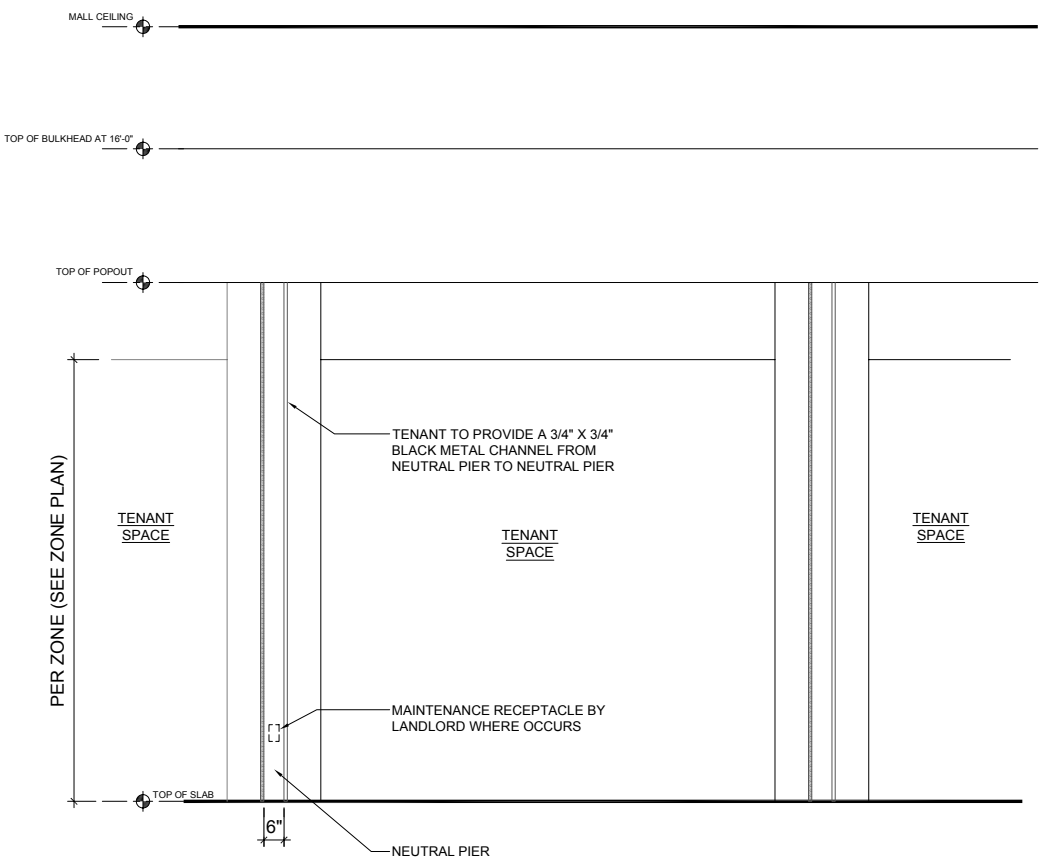 MALL CEILING
TOP OF BULKHEAD AT 16'-0"
TOP OF POPOUT
TENANT TO PROVIDE A 3/4" X 3/4"
BLACK METAL CHANNEL FROM
NEUTRAL PIER TO NEUTRAL PIER
PER ZONE (SEE ZONE PLAN)
TENANT
SPACE
TENANT
SPACE
TENANT
SPACE
MAINTENANCE RECEPTACLE BY
LANDLORD WHERE OCCURS
TOP OF SLAB
6"
NEUTRAL PIER